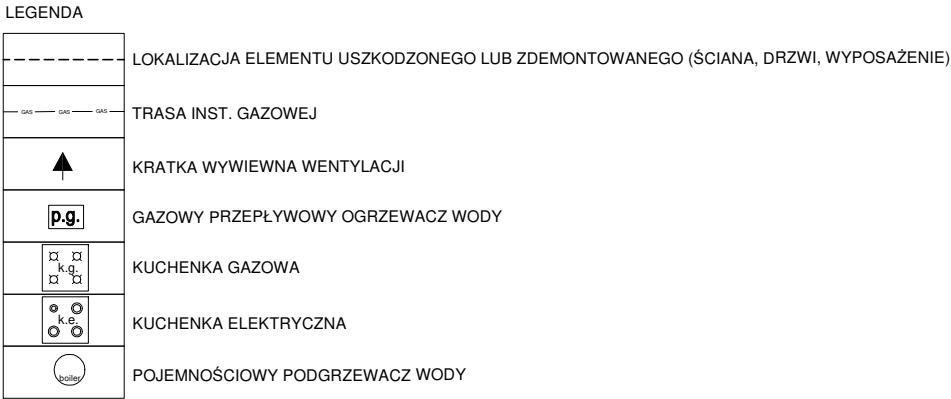 LEGENDA
LOKALIZACJA ELEMENTU USZKODZONEGO LUB ZDEMONTOWANEGO (ŚCIANA, DRZWI, WYPOSAŻENIE)
GAS GAS GAS TRASA INST. GAZOWEJ
KRATKA WYWIEWNA WENTYLACJI
p.g. GAZOWY PRZEPŁYWOWY OGRZEWACZ WODY
k.g. KUCHENKA GAZOWA
k.e. KUCHENKA ELEKTRYCZNA
boiler POJEMNOŚCIOWY PODGRZEWACZ WODY